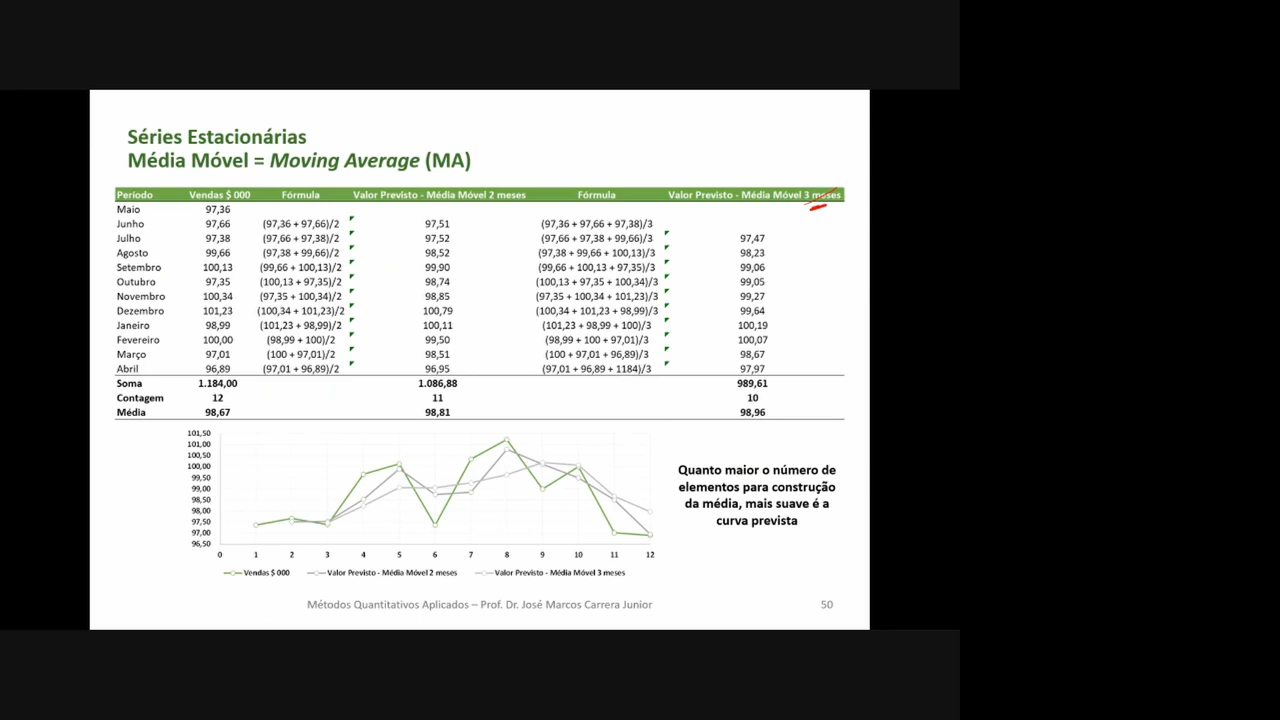 Séries Estacionárias
Média Móvel = Moving Average (MA)
Período Vendas $ 000 Fórmula Valor Previsto - Média Móvel 2 meses Fórmula Valor Previsto - Média Móvel 3 meses
Maio 97,36
Junho 97,66 (97,36 + 97,66)/2 97,51 (97,36 + 97,66 + 97,38)/3
Julho 97,38 (97,66 + 97,38)/2 97,52 (97,66 + 97,38 + 99,66)/3 97,47
Agosto 99,66 (97,38 + 99,66)/2 98,52 (97,38 + 99,66 + 100,13)/3 98,23
Setembro 100,13 (99,66 + 100,13)/2 99,90 (99,66 + 100,13 + 97,35)/3 99,06
Outubro 97,35 (100,13 + 97,35)/2 98,74 (100,13 + 97,35 + 100,34)/3 99,05
Novembro 100,34 (97,35 + 100,34)/2 98,85 (97,35 + 100,34 + 101,23)/3 99,27
Dezembro 101,23 (100,34 + 101,23)/2 100,79 (100,34 + 101,23 + 98,99)/3 99,64
Janeiro 98,99 (101,23 + 98,99)/2 100,11 (101,23 + 98,99 + 100)/3 100,19
Fevereiro 100,00 (98,99 + 100)/2 99,50 (98,99 + 100 + 97,01)/3 100,07
Março 97,01 (100 + 97,01)/2 98,51 (100 + 97,01 + 96,89)/3 98,67
Abril 96,89 (97,01 + 96,89)/2 96,95 (97,01 + 96,89 + 1184)/3 97,97
Soma 1.184,00 1.086,88 989,61
Contagem 12 11 10
Média 98,67 98,81 98,96
101,50
101,00
100,50
100,00
99,50
99,00
98,50
98,00
97,50
97,00
96,50
0 1 2 3 4 5 6 7 8 9 10 11 12
Vendas $ 000 Valor Previsto - Média Móvel 2 meses Valor Previsto - Média Móvel 3 meses
Quanto maior o número de
elementos para construção
da média, mais suave é a
curva prevista
Métodos Quantitativos Aplicados – Prof. Dr. José Marcos Carrera Junior 50